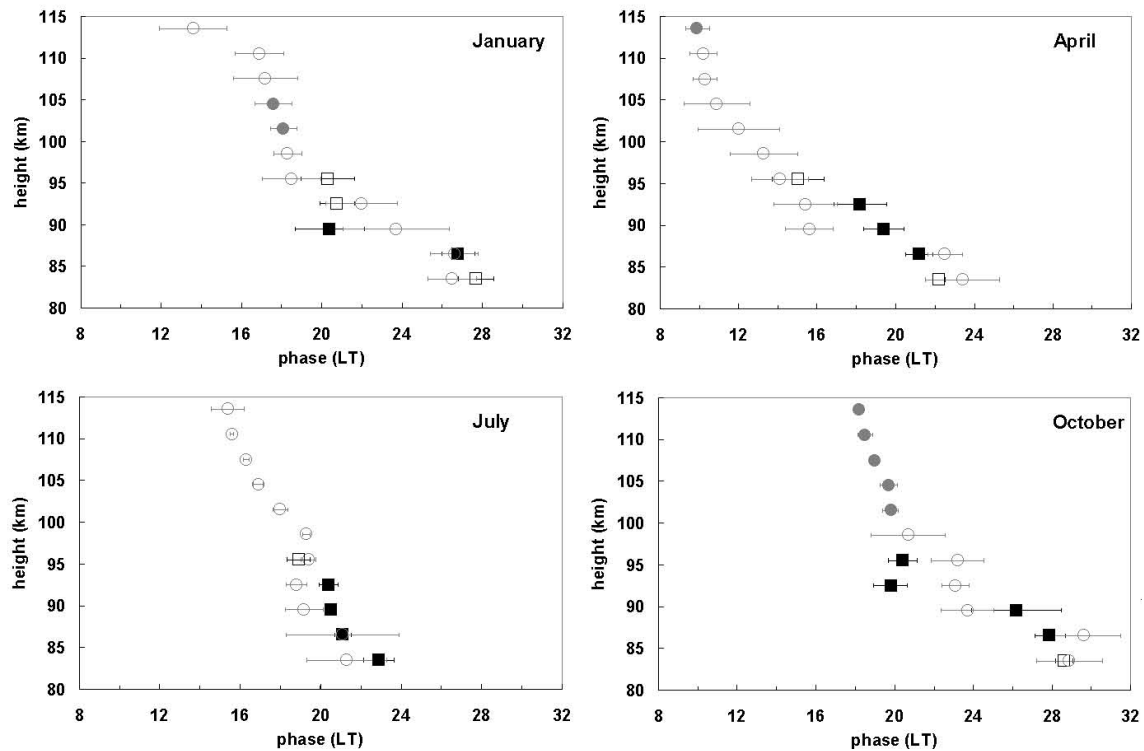 January
height (km)
115
110
105
100
95
90
85
80
8 12 16 20 24 28 32
phase (LT)
April
height (km)
115
110
105
100
95
90
85
80
8 12 16 20 24 28 32
phase (LT)
July
height (km)
115
110
105
100
95
90
85
80
8 12 16 20 24 28 32
phase (LT)
October
height (km)
115
110
105
100
95
90
85
80
8 12 16 20 24 28 32
phase (LT)